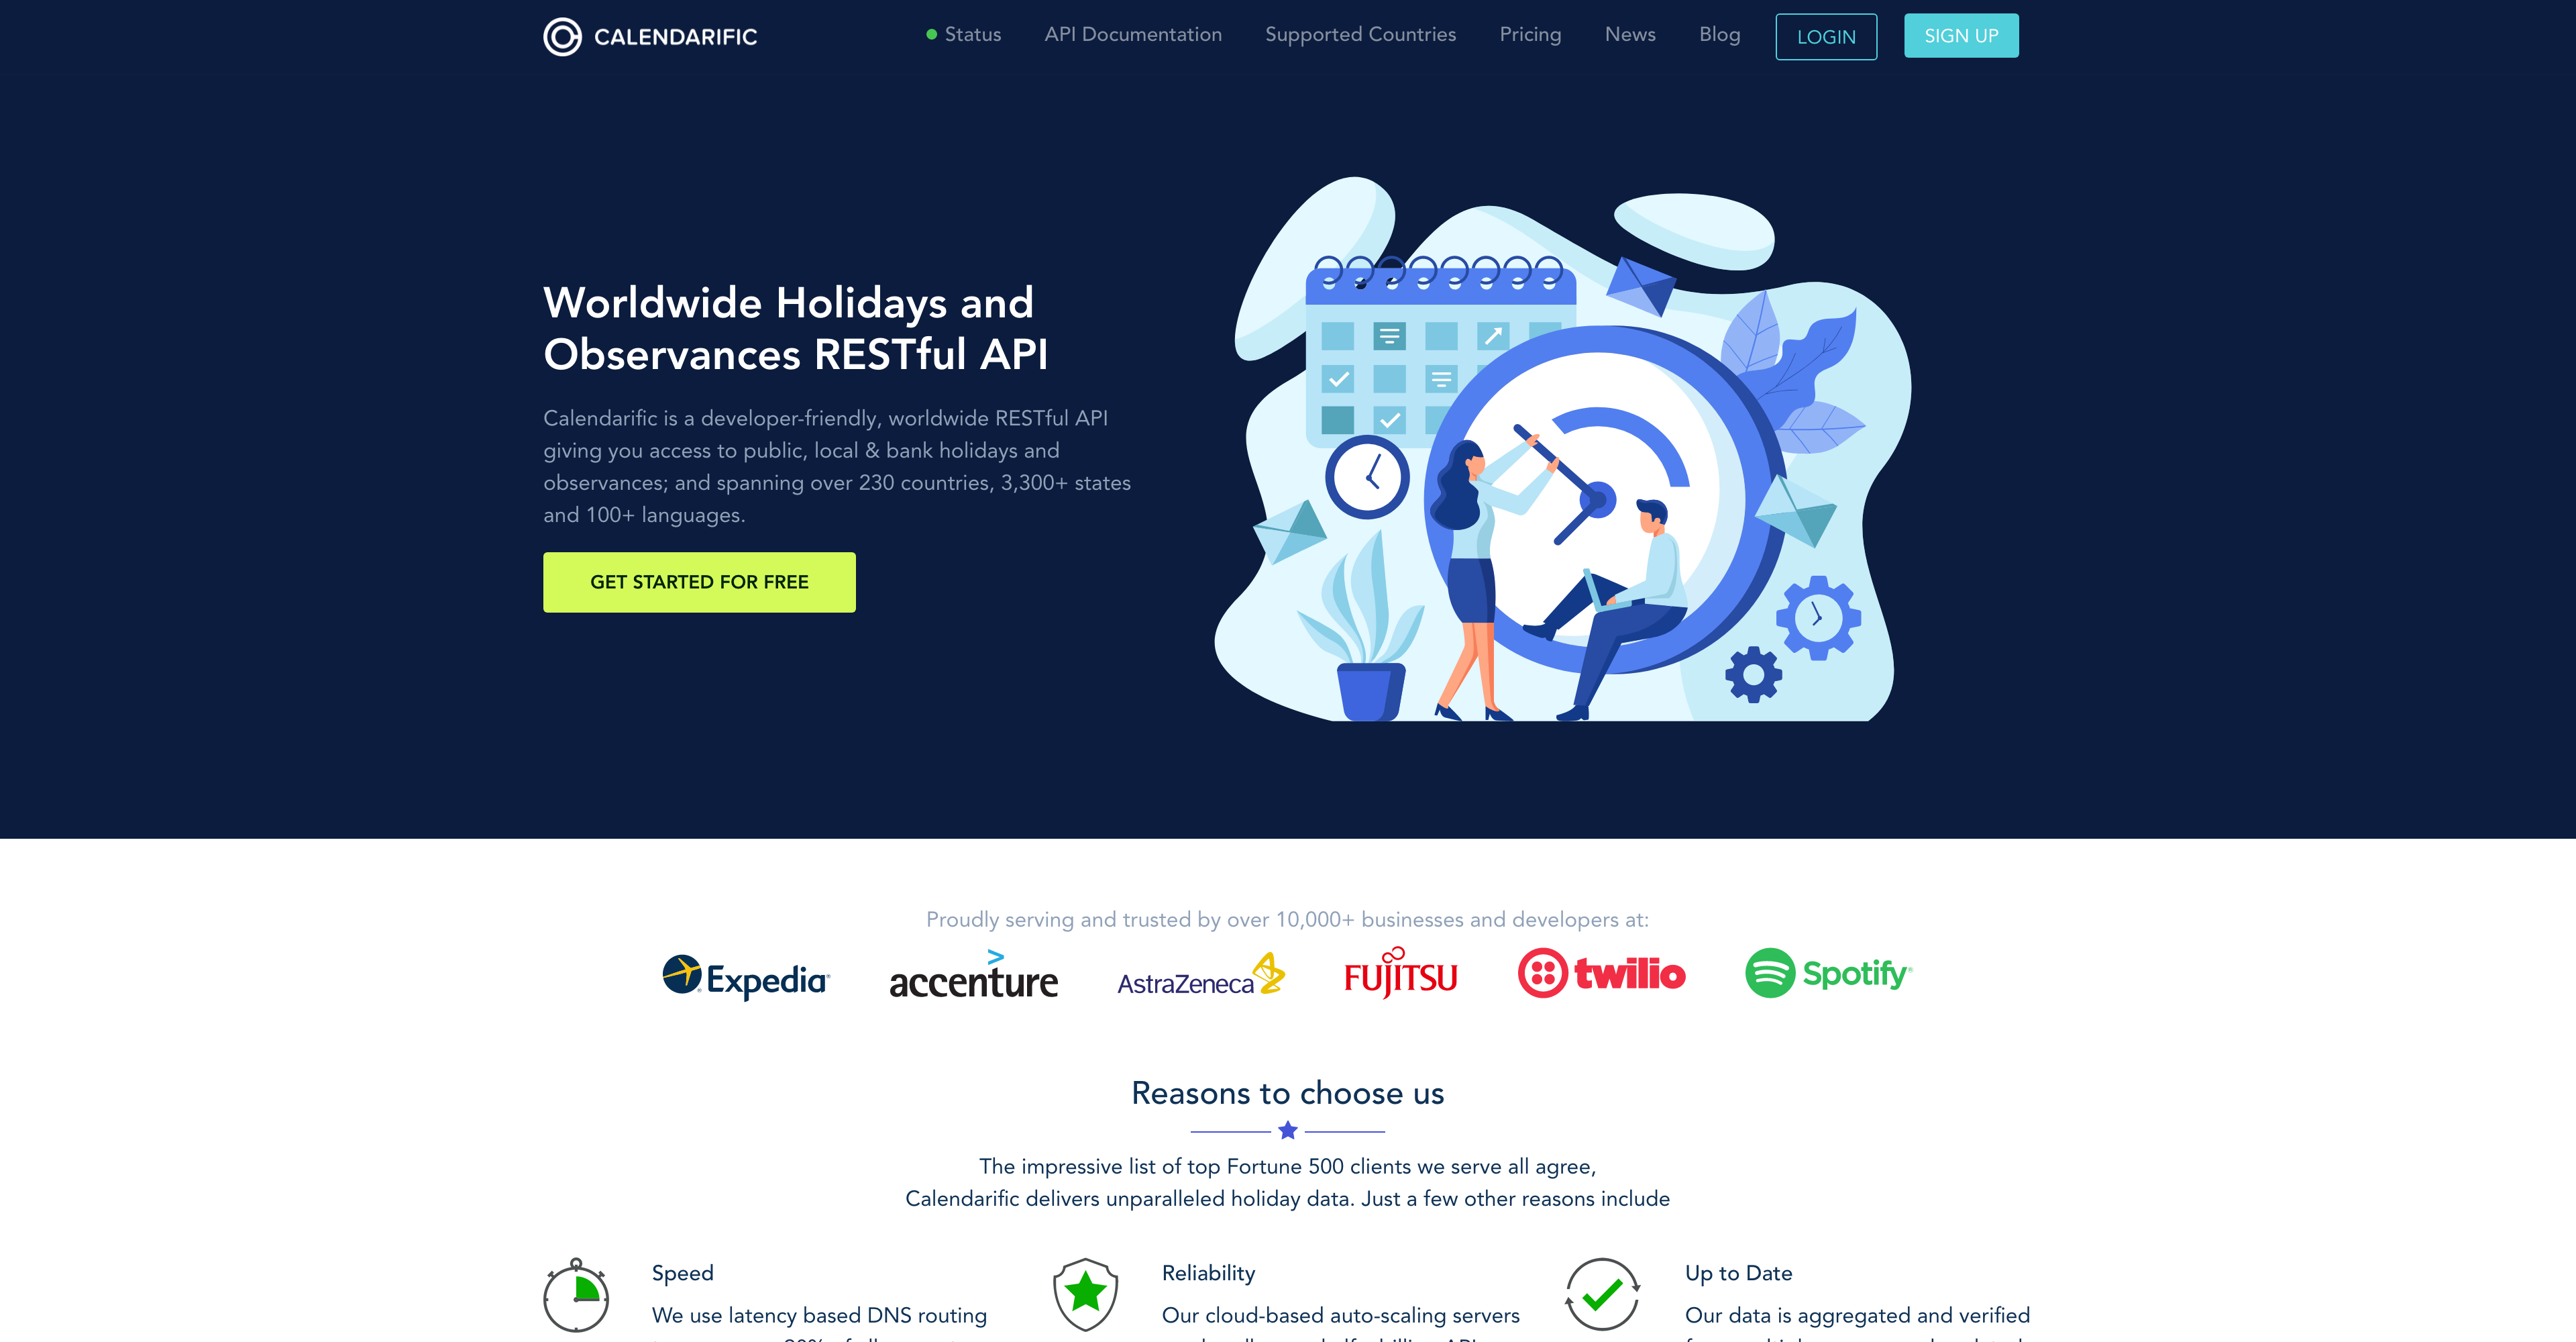 CALENDARIFIC
Status
API Documentation
Supported Countries
Pricing
News
Blog
LOGIN
SIGN UP
Worldwide Holidays and
Observances RESTful API
Calendarific is a developer-friendly, worldwide RESTful API
giving you access to public, local & bank holidays and
observances; and spanning over 230 countries, 3,300+ states
and 100+ languages.
GET STARTED FOR FREE
Proudly serving and trusted by over 10,000+ businesses and developers at:
Expedia®
accenture
AstraZeneca
FUJITSU
twilio
Spotify®
Reasons to choose us
The impressive list of top Fortune 500 clients we serve all agree,
Calendarific delivers unparalleled holiday data. Just a few other reasons include
Speed
We use latency based DNS routing
Reliability
Our cloud-based auto-scaling servers
Up to Date
Our data is aggregated and verified